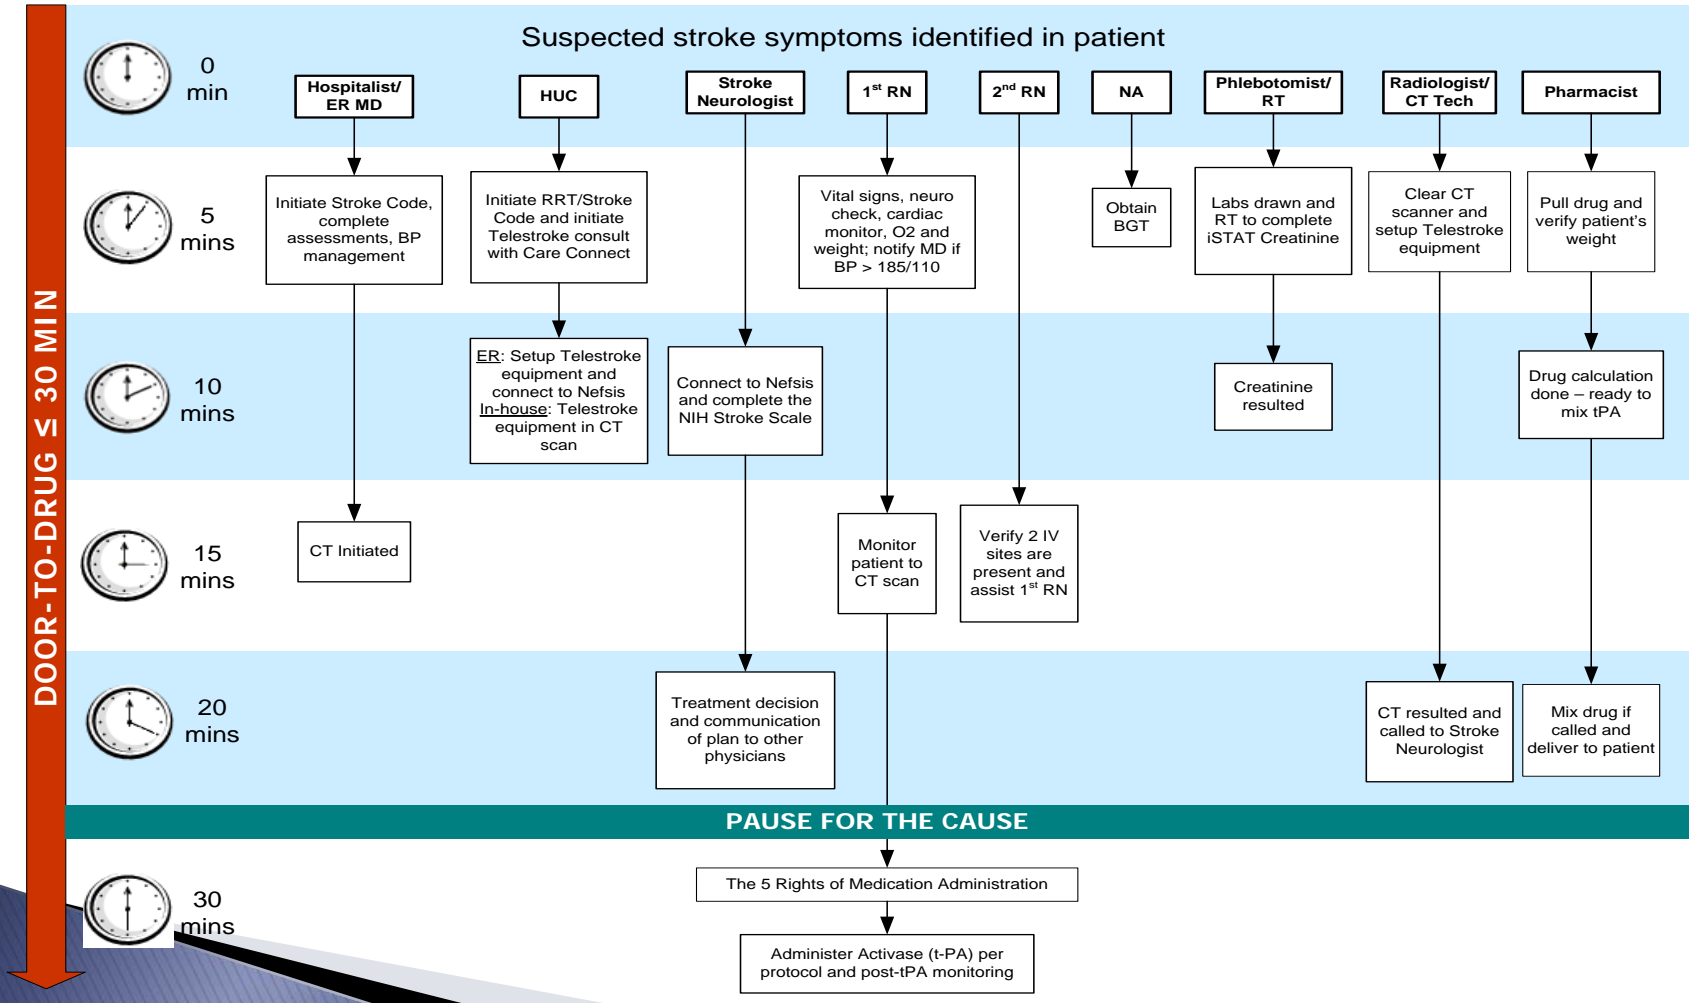 DOOR-TO-DRUG ≤ 30 MIN
Suspected stroke symptoms identified in patient
0
min
Hospitalist/
ER MD
HUC
Stroke
Neurologist
1st RN
2nd RN
NA
Phlebotomist/
RT
Radiologist/
CT Tech
Pharmacist
5
mins
Initiate Stroke Code,
complete
assessments, BP
management
Initiate RRT/Stroke
Code and initiate
Telestroke consult
with Care Connect
Vital signs, neuro
check, cardiac
monitor, O2 and
weight; notify MD if
BP > 185/110
Obtain
BGT
Labs drawn and
RT to complete
iSTAT Creatinine
Clear CT
scanner and
setup Telestroke
equipment
Pull drug and
verify patient's
weight
10
mins
ER: Setup Telestroke
equipment and
connect to Nefsis
In-house: Telestroke
equipment in CT
scan
Connect to Nefsis
and complete the
NIH Stroke Scale
Creatinine
resulted
Drug calculation
done – ready to
mix tPA
15
mins
CT Initiated
Monitor
patient to
CT scan
Verify 2 IV
sites are
present and
assist 1st RN
20
mins
Treatment decision
and communication
of plan to other
physicians
CT resulted and
called to Stroke
Neurologist
Mix drug if
called and
deliver to patient
PAUSE FOR THE CAUSE
30
mins
The 5 Rights of Medication Administration
Administer Activase (t-PA) per
protocol and post-tPA monitoring